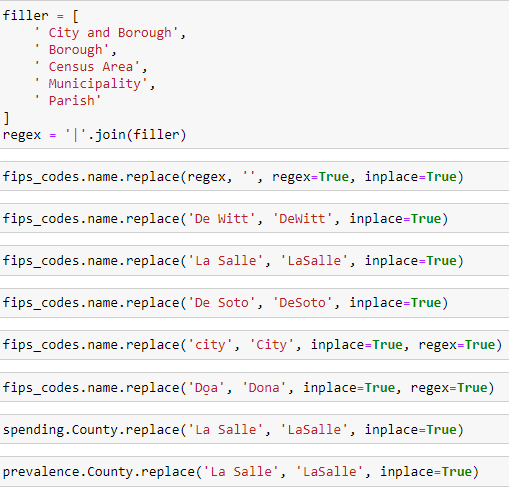 filler = [
    ' City and Borough',
    ' Borough',
    ' Census Area',
    ' Municipality',
    ' Parish'
]
regex = '|'.join(filler)
fips_codes.name.replace(regex, '', regex=True, inplace=True)
fips_codes.name.replace('De Witt', 'DeWitt', inplace=True)
fips_codes.name.replace('La Salle', 'LaSalle', inplace=True)
fips_codes.name.replace('De Soto', 'DeSoto', inplace=True)
fips_codes.name.replace('city', 'City', inplace=True, regex=True)
fips_codes.name.replace('Do̱a', 'Dona', inplace=True, regex=True)
spending.County.replace('La Salle', 'LaSalle', inplace=True)
prevalence.County.replace('La Salle', 'LaSalle', inplace=True)